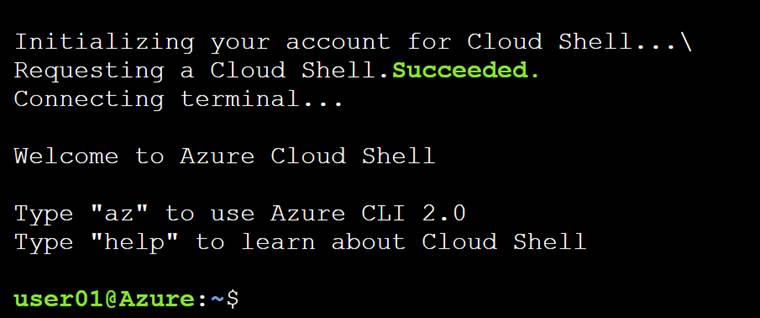 Initializing your account for Cloud Shell...\
Requesting a Cloud Shell.Succeeded.
Connecting terminal...
Welcome to Azure Cloud Shell
Type "az" to use Azure CLI 2.0
Type "help" to learn about Cloud Shell
user01@Azure:~$